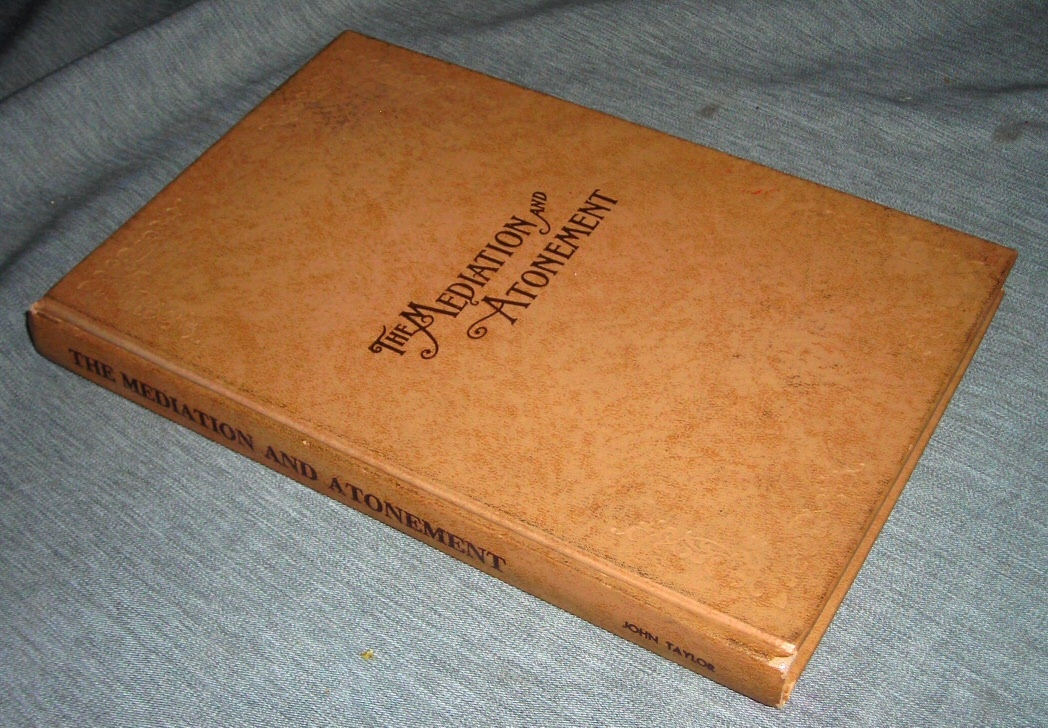 The Mediation and
Atonement
THE MEDIATION AND ATONEMENT
JOHN TAYLOR